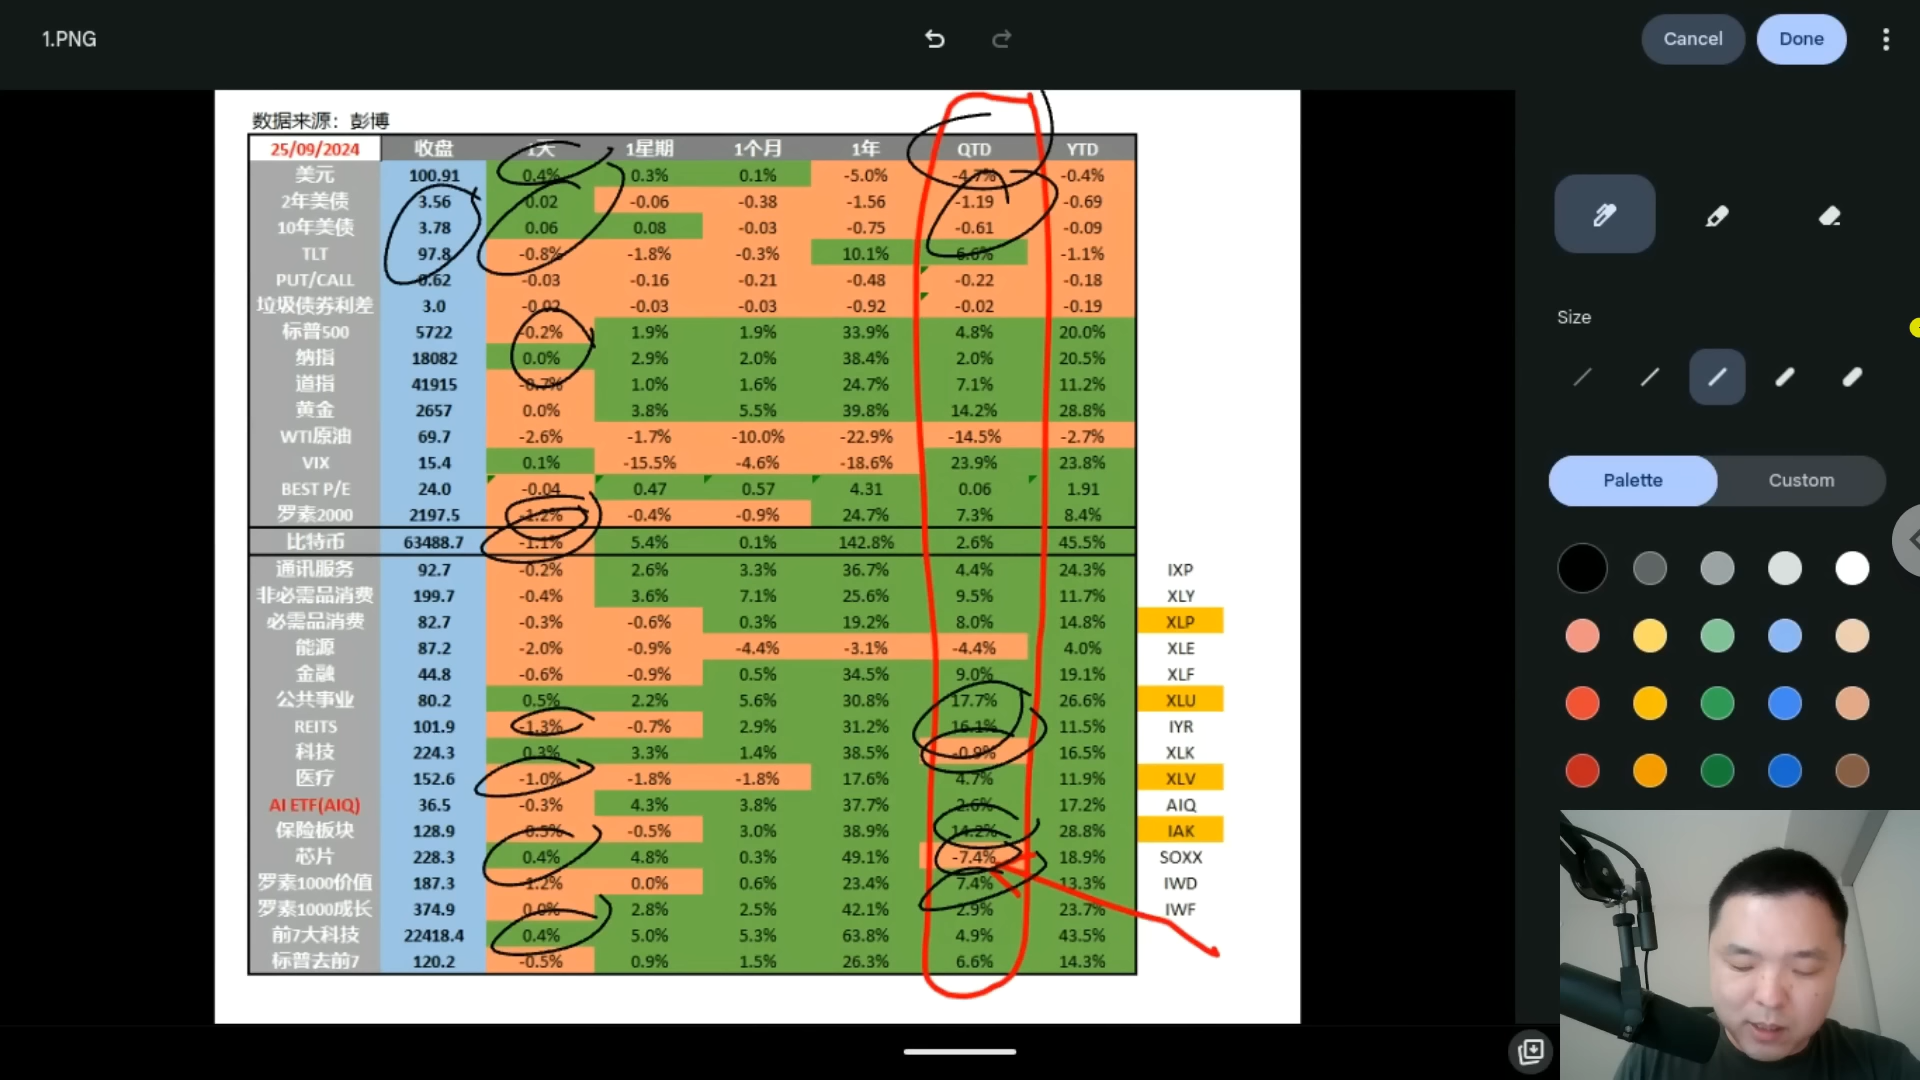 1.PNG
Cancel
Done
数据来源：彭博
25/09/2024 收盘 1天 1星期 1个月 1年 QTD YTD
美元 100.91 0.4% 0.3% 0.1% -5.0% -4.7% -0.4%
2年美债 3.56 0.02 -0.06 -0.38 -1.56 -1.19 -0.69
10年美债 3.78 0.06 0.08 -0.03 -0.75 -0.61 -0.09
TLT 97.8 -0.8% -1.8% -0.3% 10.1% 6.6% -1.1%
PUT/CALL 0.62 -0.03 -0.16 -0.21 -0.48 -0.22 -0.18
垃圾债券利差 3.0 -0.02 -0.03 -0.03 -0.92 -0.02 -0.19
标普500 5722 -0.2% 1.9% 1.9% 33.9% 4.8% 20.0%
纳指 18082 0.0% 2.9% 2.0% 38.4% 2.0% 20.5%
道指 41915 -0.7% 1.0% 1.6% 24.7% 7.1% 11.2%
黄金 2657 0.0% 3.8% 5.5% 39.8% 14.2% 28.8%
WTI原油 69.7 -2.6% -1.7% -10.0% -22.9% -14.5% -2.7%
VIX 15.4 0.1% -15.5% -4.6% -18.6% 23.9% 23.8%
BEST P/E 24.0 -0.04 0.47 0.57 4.31 0.06 1.91
罗素2000 2197.5 -1.2% -0.4% -0.9% 24.7% 7.3% 8.4%
比特币 63488.7 -1.1% 5.4% 0.1% 142.8% 2.6% 45.5%
通讯服务 92.7 -0.2% 2.6% 3.3% 36.7% 4.4% 24.3% IXP
非必需品消费 199.7 -0.4% 3.6% 7.1% 25.6% 9.5% 11.7% XLY
必需品消费 82.7 -0.3% -0.6% 0.3% 19.2% 8.0% 14.8% XLP
能源 87.2 -2.0% -0.9% -4.4% -3.1% -4.4% 4.0% XLE
金融 44.8 -0.6% -0.9% 0.5% 34.5% 9.0% 19.1% XLF
公共事业 80.2 0.5% 2.2% 5.6% 30.8% 17.7% 26.6% XLU
REITS 101.9 -1.3% -0.7% 2.9% 31.2% 16.1% 11.5% IYR
科技 224.3 0.3% 3.3% 1.4% 38.5% -0.9% 16.5% XLK
医疗 152.6 -1.0% -1.8% -1.8% 17.6% 4.7% 11.9% XLV
AI ETF(AIQ) 36.5 -0.3% 4.3% 3.8% 37.7% 2.6% 17.2% AIQ
保险板块 128.9 -0.5% -0.5% 3.0% 38.9% 14.2% 28.8% IAK
芯片 228.3 0.4% 4.8% 0.3% 49.1% -7.4% 18.9% SOXX
罗素1000价值 187.3 -1.2% 0.0% 0.6% 23.4% 7.4% 13.3% IWD
罗素1000成长 374.9 0.0% 2.8% 2.5% 42.1% 2.9% 23.7% IWF
前7大科技 22418.4 0.4% 5.0% 5.3% 63.8% 4.9% 43.5%
标普去前7 120.2 -0.5% 0.9% 1.5% 26.3% 6.6% 14.3%
Size
Palette
Custom